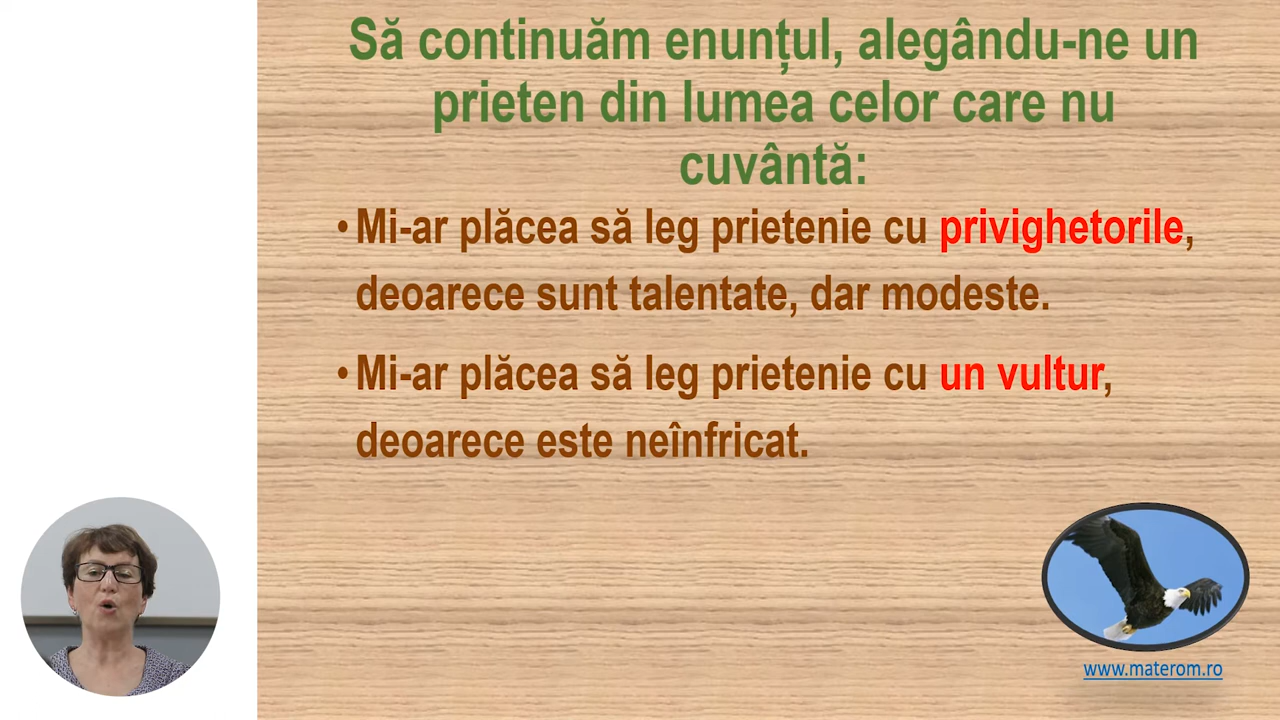 Să continuăm enunțul, alegându-ne un
prieten din lumea celor care nu
cuvântă:
• Mi-ar plăcea să leg prietenie cu privighetorile,
deoarece sunt talentate, dar modeste.
• Mi-ar plăcea să leg prietenie cu un vultur,
deoarece este neînfricat.
www.materom.ro